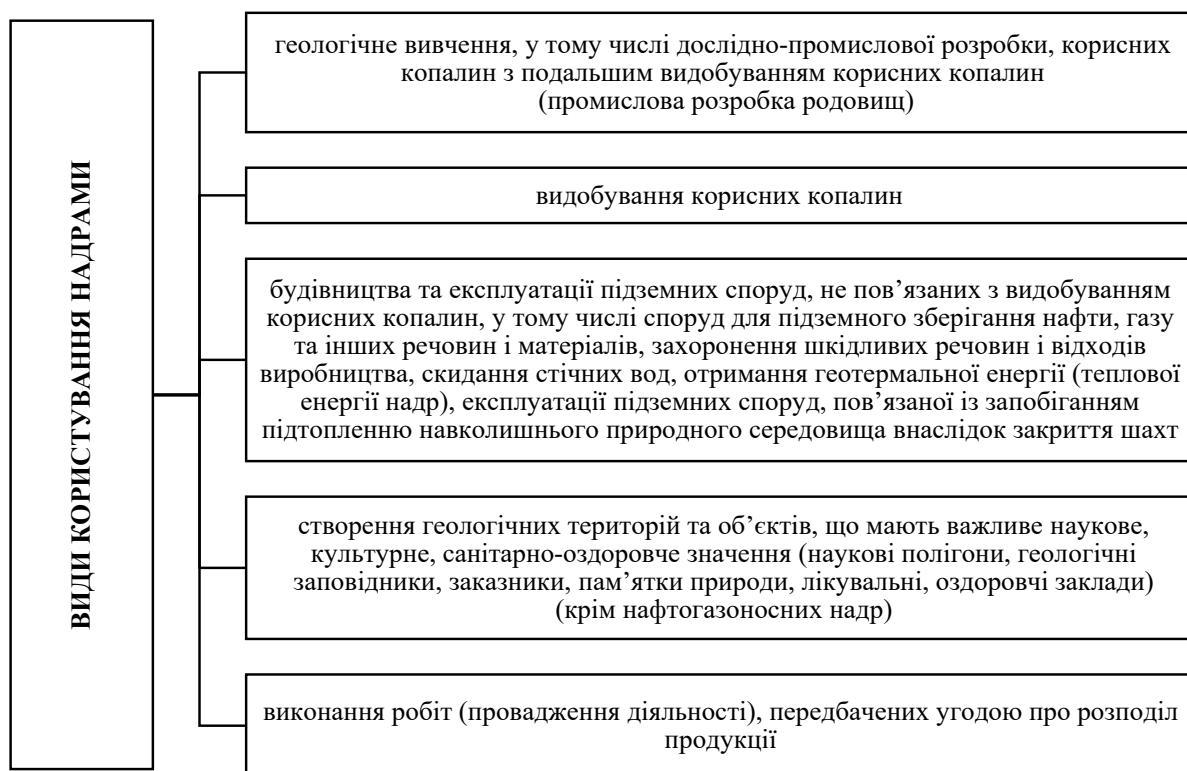 ВИДИ КОРИСТУВАННЯ НАДРАМИ
геологічне вивчення, у тому числі дослідно-промислової розробки, корисних
копалин з подальшим видобуванням корисних копалин
(промислова розробка родовищ)
видобування корисних копалин
будівництва та експлуатації підземних споруд, не пов’язаних з видобуванням
корисних копалин, у тому числі споруд для підземного зберігання нафти, газу
та інших речовин і матеріалів, захоронення шкідливих речовин і відходів
виробництва, скидання стічних вод, отримання геотермальної енергії (теплової
енергії надр), експлуатації підземних споруд, пов’язаної із запобіганням
підтопленню навколишнього природного середовища внаслідок закриття шахт
створення геологічних територій та об’єктів, що мають важливе наукове,
культурне, санітарно-оздоровче значення (наукові полігони, геологічні
заповідники, заказники, пам’ятки природи, лікувальні, оздоровчі заклади)
(крім нафтогазоносних надр)
виконання робіт (провадження діяльності), передбачених угодою про розподіл
продукції